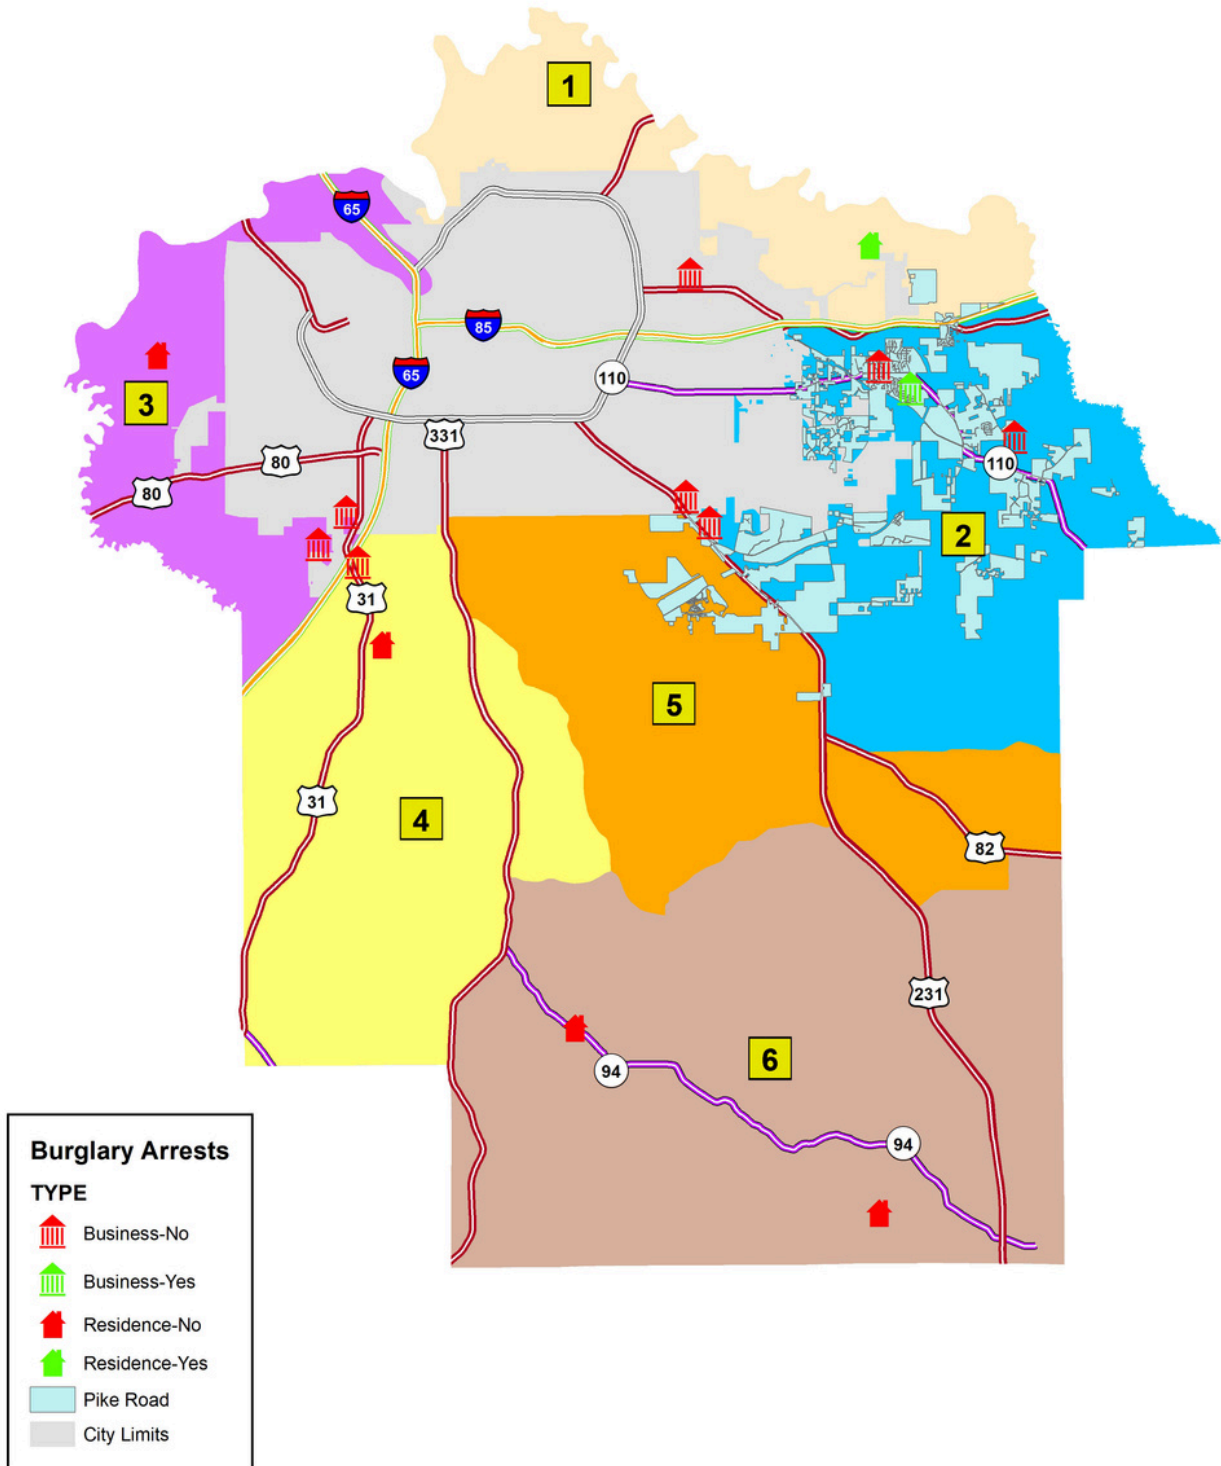 1
65
85
65
110
3
331
80
80
110
2
31
5
31
4
82
231
6
94
94
Burglary Arrests
TYPE
Business-No
Business-Yes
Residence-No
Residence-Yes
Pike Road
City Limits